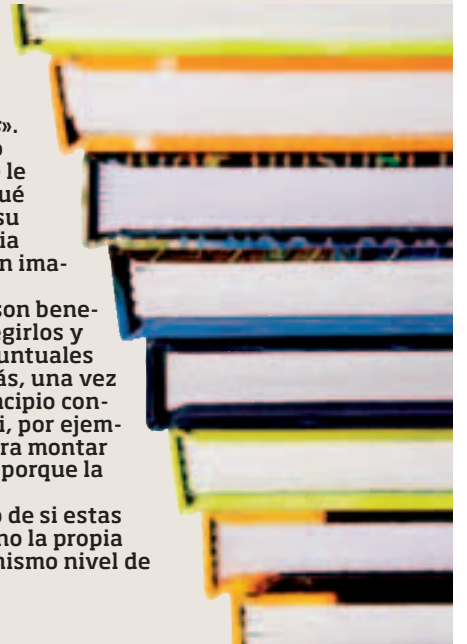 s».
o
le
qué
su
ia
n ima-
son bene-
egirlos y
untuales
ás, una vez
ncipio con-
i, por ejem-
ra montar
porque la
o de si estas
no la propia
mismo nivel de